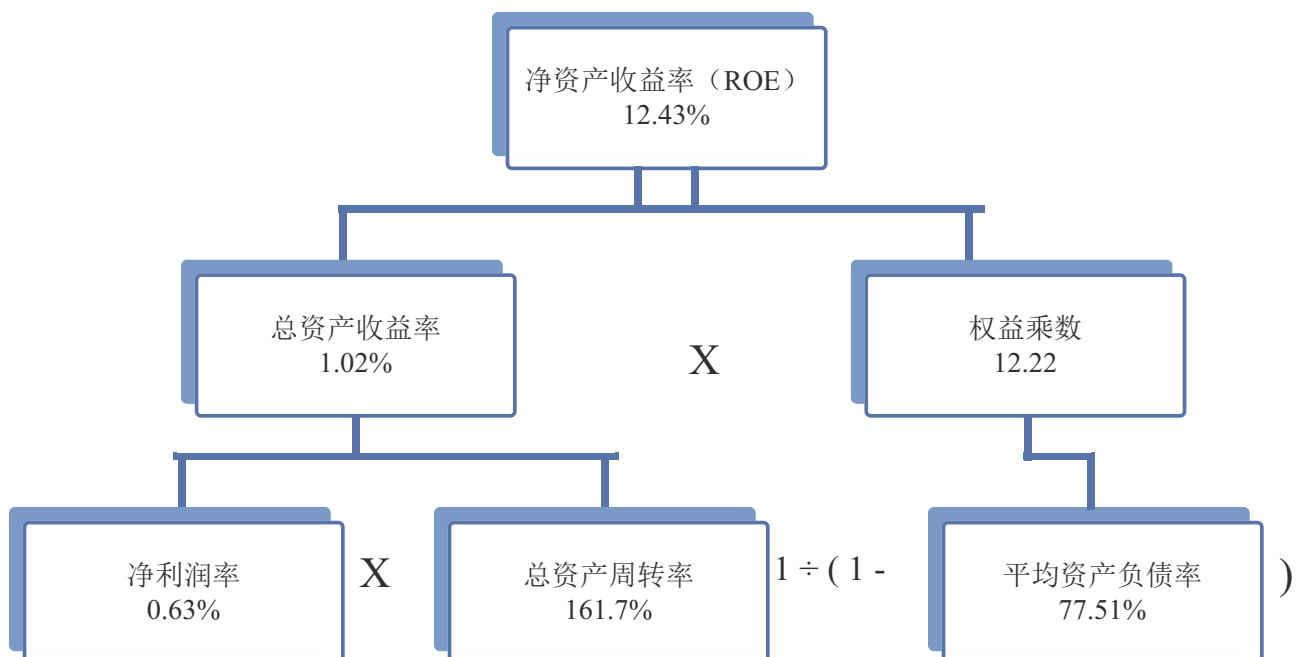 净资产收益率（ROE）
12.43%
总资产收益率
1.02%
X
权益乘数
12.22
净利润率
0.63%
X
总资产周转率
161.7%
1 ÷ ( 1 -
平均资产负债率
77.51%
)